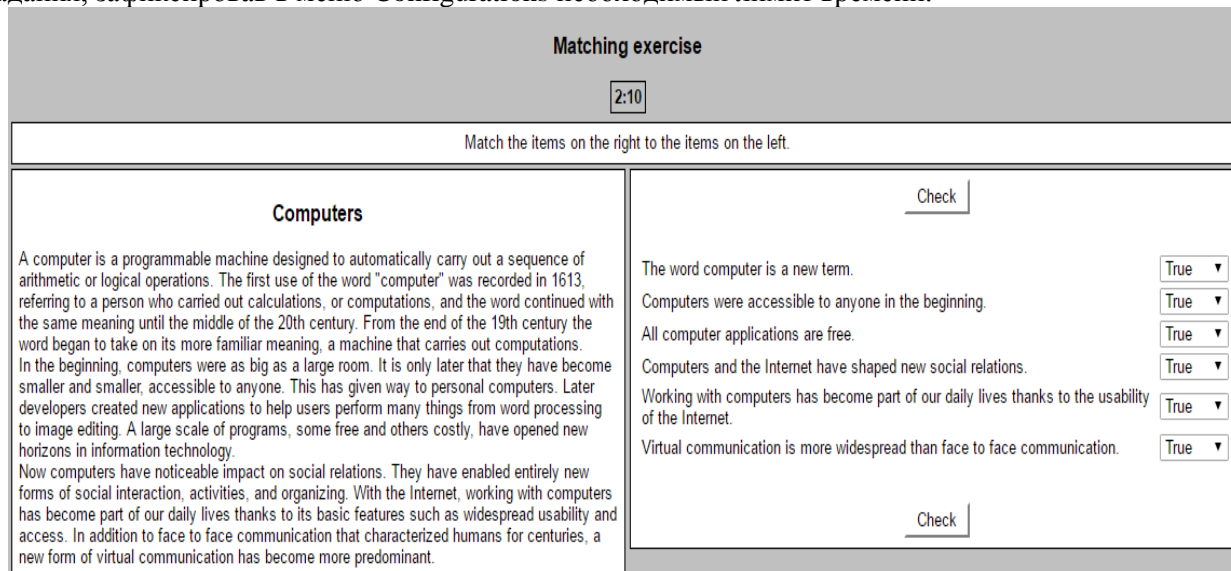 зафиксировав в меню Configurations необходимый лимит времени.
Matching exercise
2:10
Match the items on the right to the items on the left.
Computers
A computer is a programmable machine designed to automatically carry out a sequence of
arithmetic or logical operations. The first use of the word "computer" was recorded in 1613,
referring to a person who carried out calculations, or computations, and the word continued with
the same meaning until the middle of the 20th century. From the end of the 19th century the
word began to take on its more familiar meaning, a machine that carries out computations.
In the beginning, computers were as big as a large room. It is only later that they have become
smaller and smaller, accessible to anyone. This has given way to personal computers. Later
developers created new applications to help users perform many things from word processing
to image editing. A large scale of programs, some free and others costly, have opened new
horizons in information technology.
Now computers have noticeable impact on social relations. They have enabled entirely new
forms of social interaction, activities, and organizing. With the Internet, working with computers
has become part of our daily lives thanks to its basic features such as widespread usability and
access. In addition to face to face communication that characterized humans for centuries, a
new form of virtual communication has become more predominant.
Check
The word computer is a new term. True
Computers were accessible to anyone in the beginning. True
All computer applications are free. True
Computers and the Internet have shaped new social relations. True
Working with computers has become part of our daily lives thanks to the usability
of the Internet. True
Virtual communication is more widespread than face to face communication. True
Check